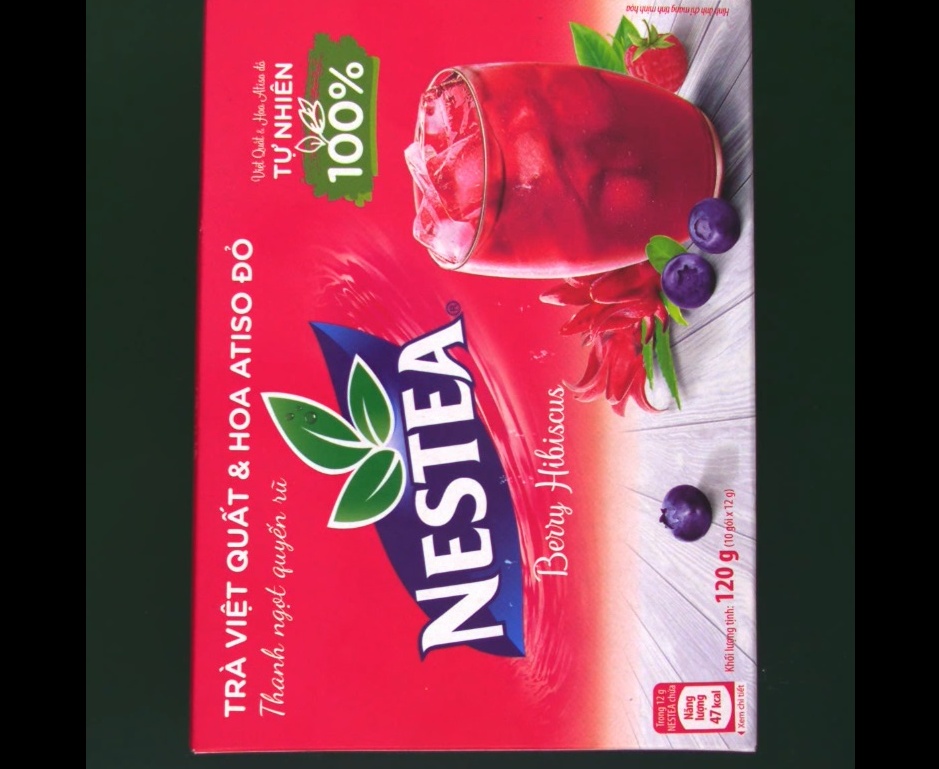 TRÀ VIỆT QUẤT & HOA ATISO ĐỎ
Thanh ngọt quyến rũ
Việt Quất & Hoa Atiso đỏ
TỰ NHIÊN
100%
NESTEA®
Berry Hibiscus
Trong 12 g
NESTEA chứa
Năng
lượng
47 kcal
Xem chi tiết
Khối lượng tịnh: 120 g (10 gói x 12 g)
Hình ảnh chỉ mang tính minh họa